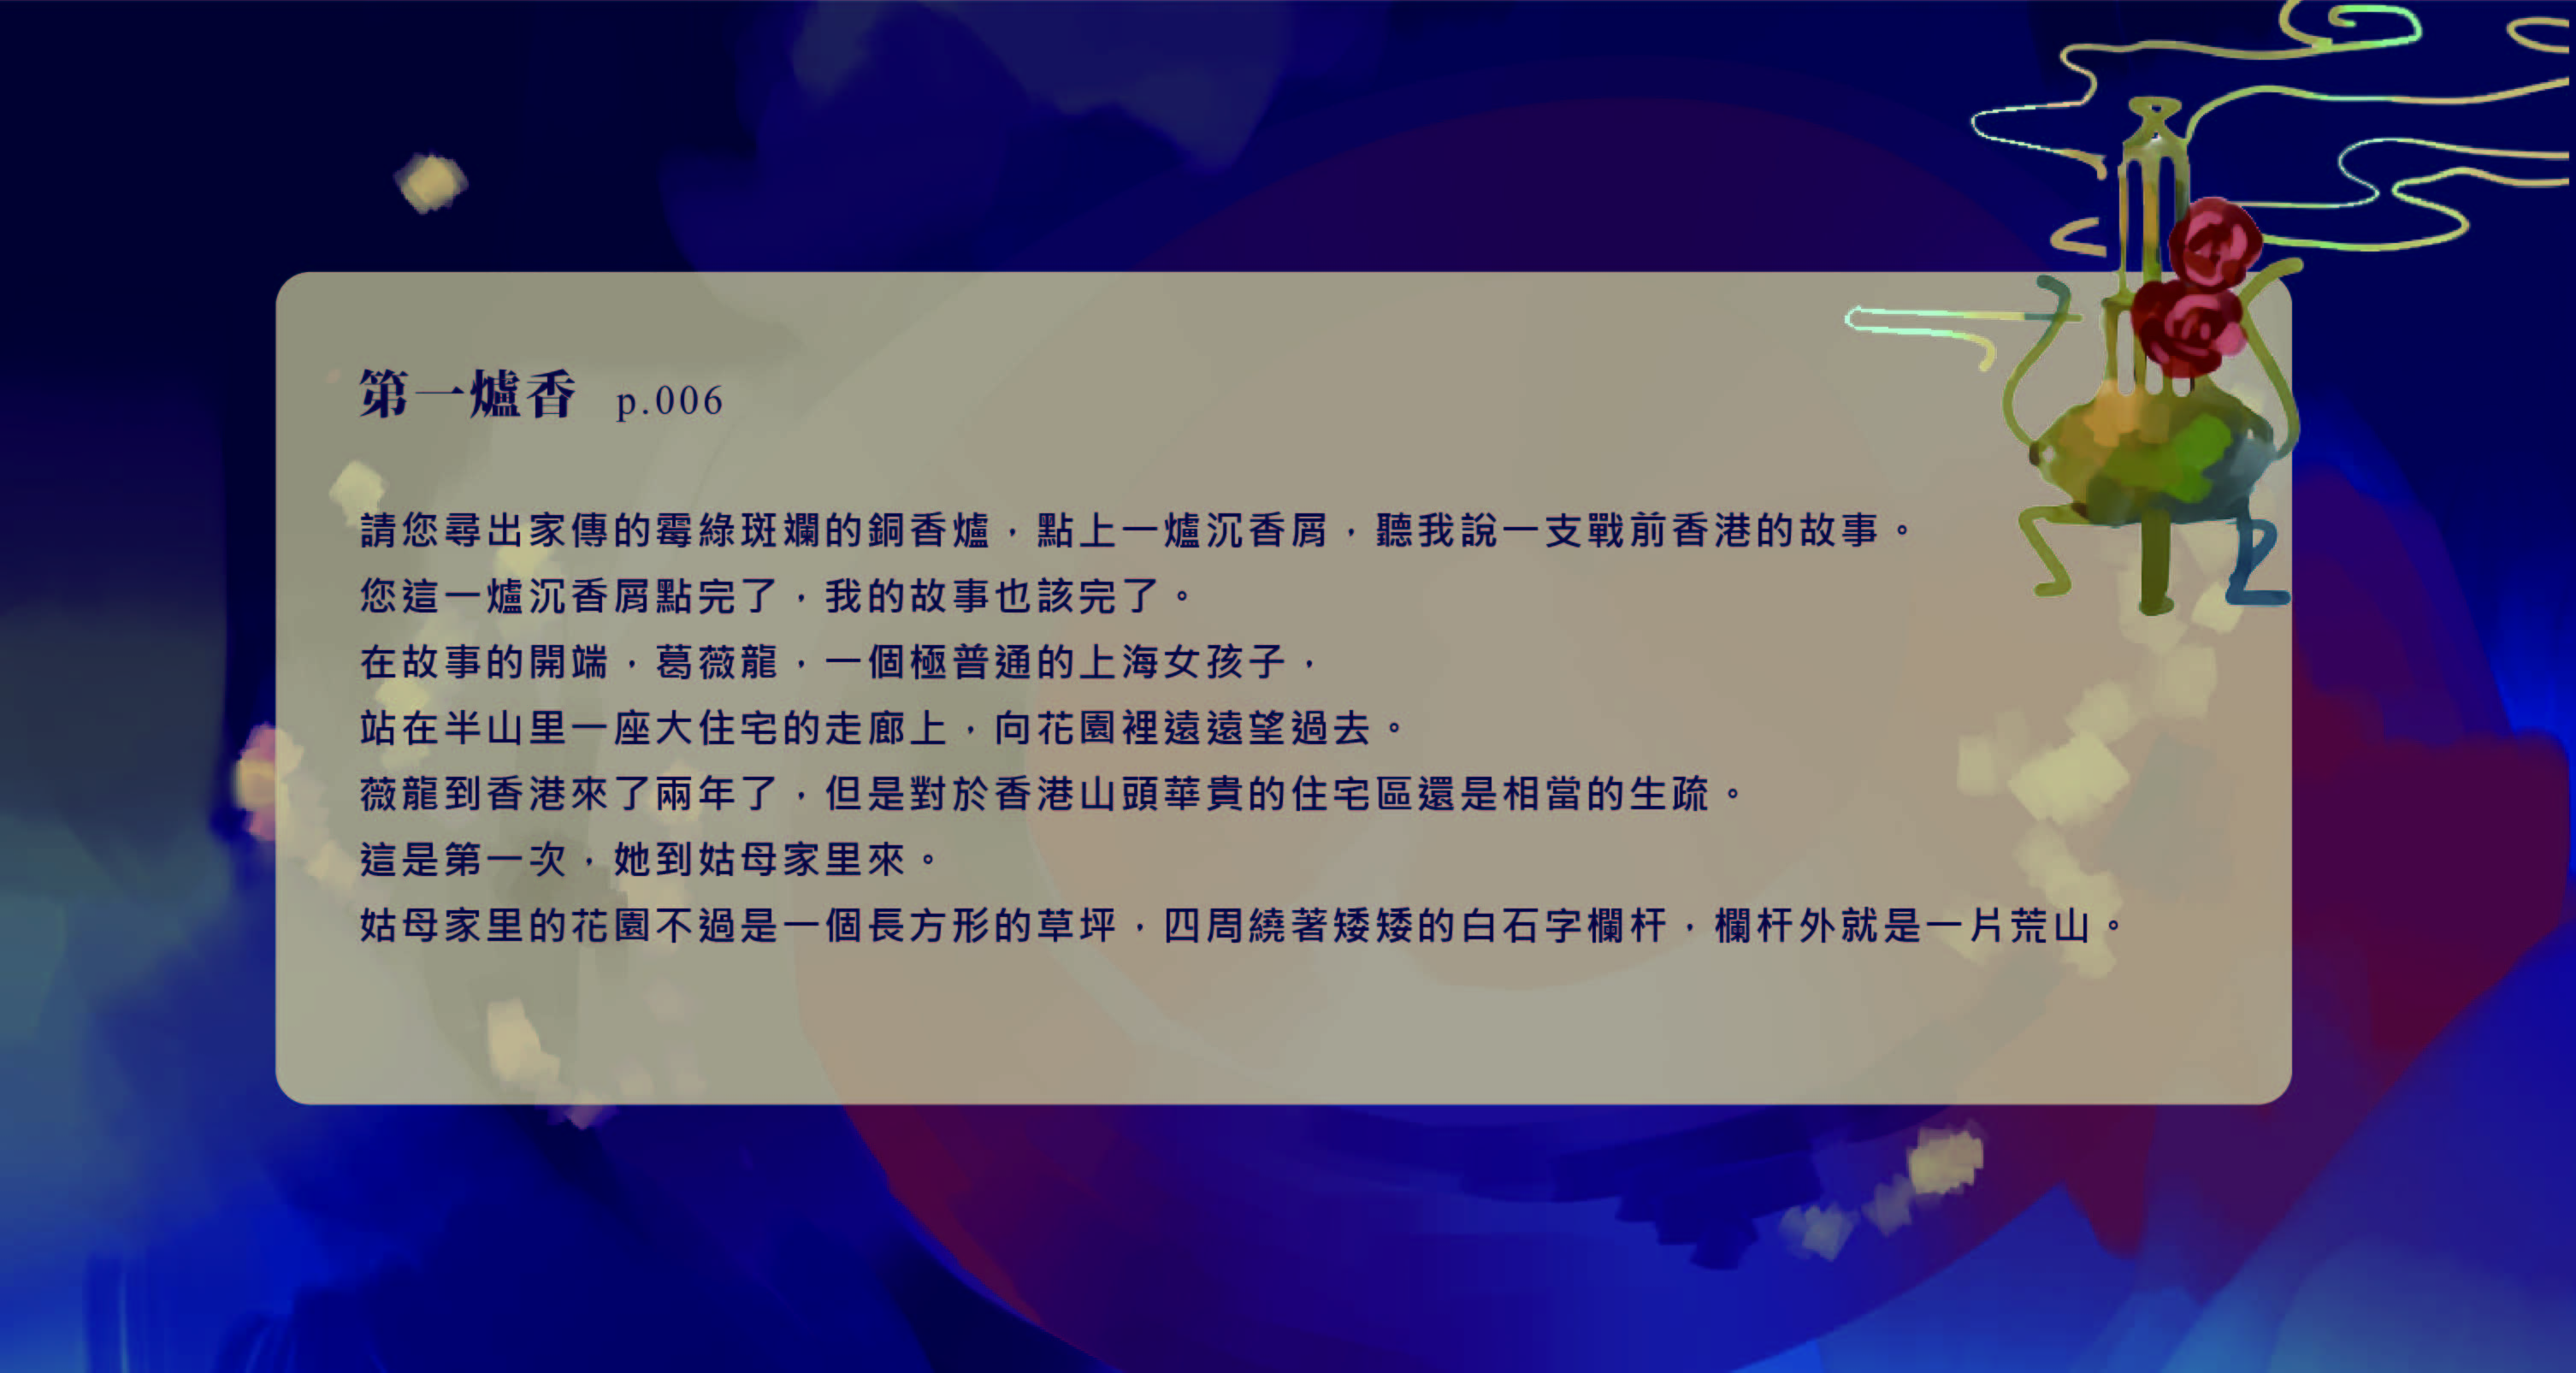 第一爐香 p.006
請您尋出家傳的霉綠斑斕的銅香爐，點上一爐沉香屑，聽我說一支戰前香港的故事。
您這一爐沉香屑點完了，我的故事也該完了。
在故事的開端，葛薇龍，一個極普通的上海女孩子，
站在半山里一座大住宅的走廊上，向花園裡遠遠望過去。
薇龍到香港來了兩年了，但是對於香港山頭華貴的住宅區還是相當的生疏。
這是第一次，她到姑母家里來。
姑母家里的花園不過是一個長方形的草坪，四周繞著矮矮的白石字欄杆，欄杆外就是一片荒山。